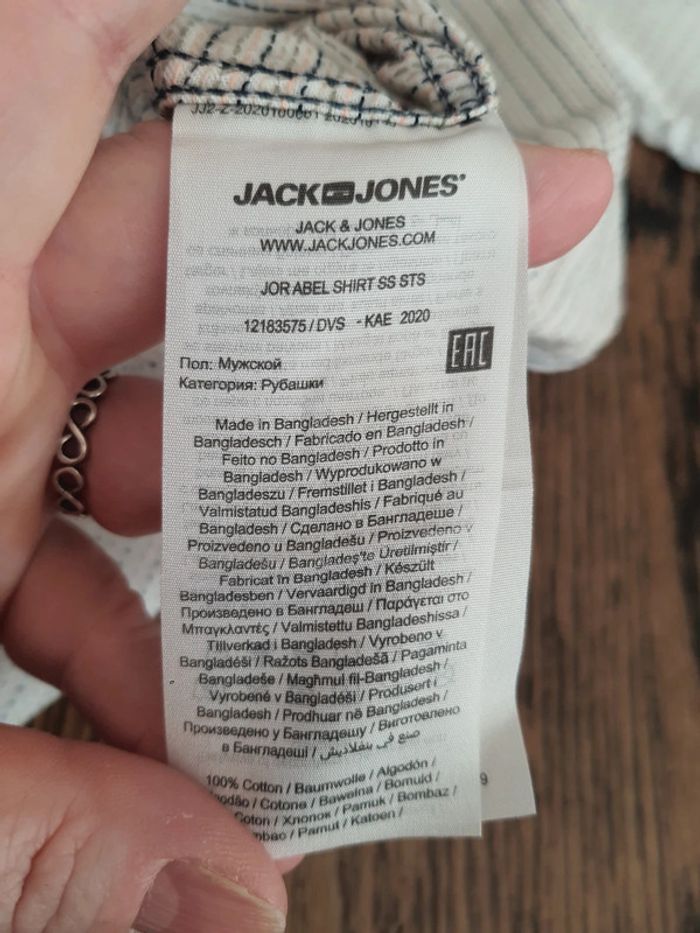 JACK JONES®
JACK & JONES
WWW.JACKJONES.COM
JOR ABEL SHIRT SS STS
12183575 / DVS - KAE 2020
EAC
Пол: Мужской
Категория: Рубашки
Made in Bangladesh / Hergestellt in
Bangladesch / Fabricado en Bangladesh /
Feito no Bangladesh / Prodotto in
Bangladesh / Wyprodukowano w
Bangladeszu / Fremstillet i Bangladesh /
Valmistatud Bangladeshis / Fabriqué au
Bangladesh / Сделано в Бангладеше /
Proizvedeno u Bangladešu / Proizvedeno v
Bangladešu / Bangladeş'te Üretilmiştir /
Fabricat în Bangladesh / Készült
Bangladesben / Vervaardigd in Bangladesh /
Произведено в Бангладеш / Παράγεται στο
Μπαγκλαντές / Valmistettu Bangladeshissa /
Tillverkad i Bangladesh / Vyrobeno v
Bangladéši / Ražots Bangladešā / Pagaminta
Bangladeše / Magħmul fil-Bangladesh /
Vyrobené v Bangladéši / Produsert i
Bangladesh / Prodhuar në Bangladesh /
Произведено у Бангладешу / Виготовлено
в Бангладеші / صنع في بنغلاديش
100% Cotton / Baumwolle / Algodón /
/ Cotone / Bawełna / Bomuld /
Coton / Хлопок / Pamuk / Bombaz /
/ Pamut / Katoen /
9